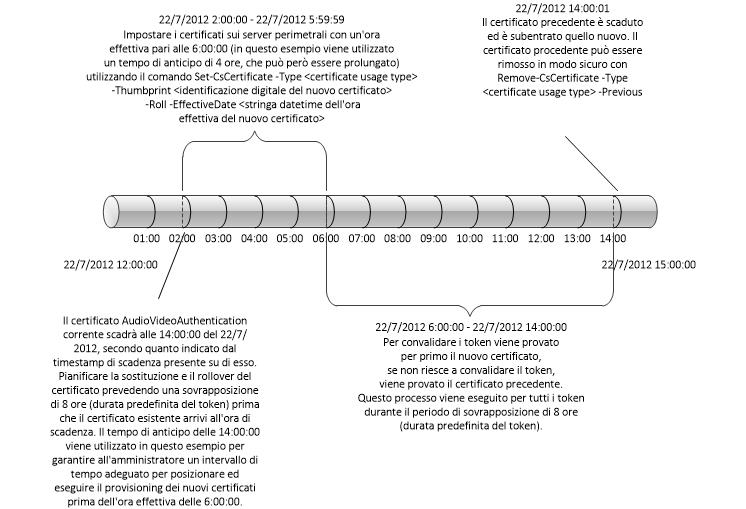 22/7/2012 2:00:00 - 22/7/2012 5:59:59
Impostare i certificati sui server perimetrali con un'ora
effettiva pari alle 6:00:00 (in questo esempio viene utilizzato
un tempo di anticipo di 4 ore, che può però essere prolungato)
utilizzando il comando Set-CsCertificate -Type <certificate usage type>
-Thumbprint <identificazione digitale del nuovo certificato>
-Roll -EffectiveDate <stringa datetime dell'ora
effettiva del nuovo certificato>
22/7/2012 14:00:01
Il certificato precedente è scaduto
ed è subentrato quello nuovo. Il
certificato procedente può essere
rimosso in modo sicuro con
Remove-CsCertificate -Type
<certificate usage type> -Previous
01:00 02:00 03:00 04:00 05:00 06:00 07:00 08:00 09:00 10:00 11:00 12:00 13:00 14:00
22/7/2012 12:00:00
22/7/2012 15:00:00
Il certificato AudioVideoAuthentication
corrente scadrà alle 14:00:00 del 22/7/
2012, secondo quanto indicato dal
timestamp di scadenza presente su di esso.
Pianificare la sostituzione e il rollover del
certificato prevedendo una sovrapposizione
di 8 ore (durata predefinita del token) prima
che il certificato esistente arrivi all'ora di
scadenza. Il tempo di anticipo delle 14:00:00
viene utilizzato in questo esempio per
garantire all'amministratore un intervallo di
tempo adeguato per posizionare ed
eseguire il provisioning dei nuovi certificati
prima dell'ora effettiva delle 6:00:00.
22/7/2012 6:00:00 - 22/7/2012 14:00:00
Per convalidare i token viene provato
per primo il nuovo certificato,
se non riesce a convalidare il token,
viene provato il certificato precedente.
Questo processo viene eseguito per tutti i token
durante il periodo di sovrapposizione di 8 ore
(durata predefinita del token).